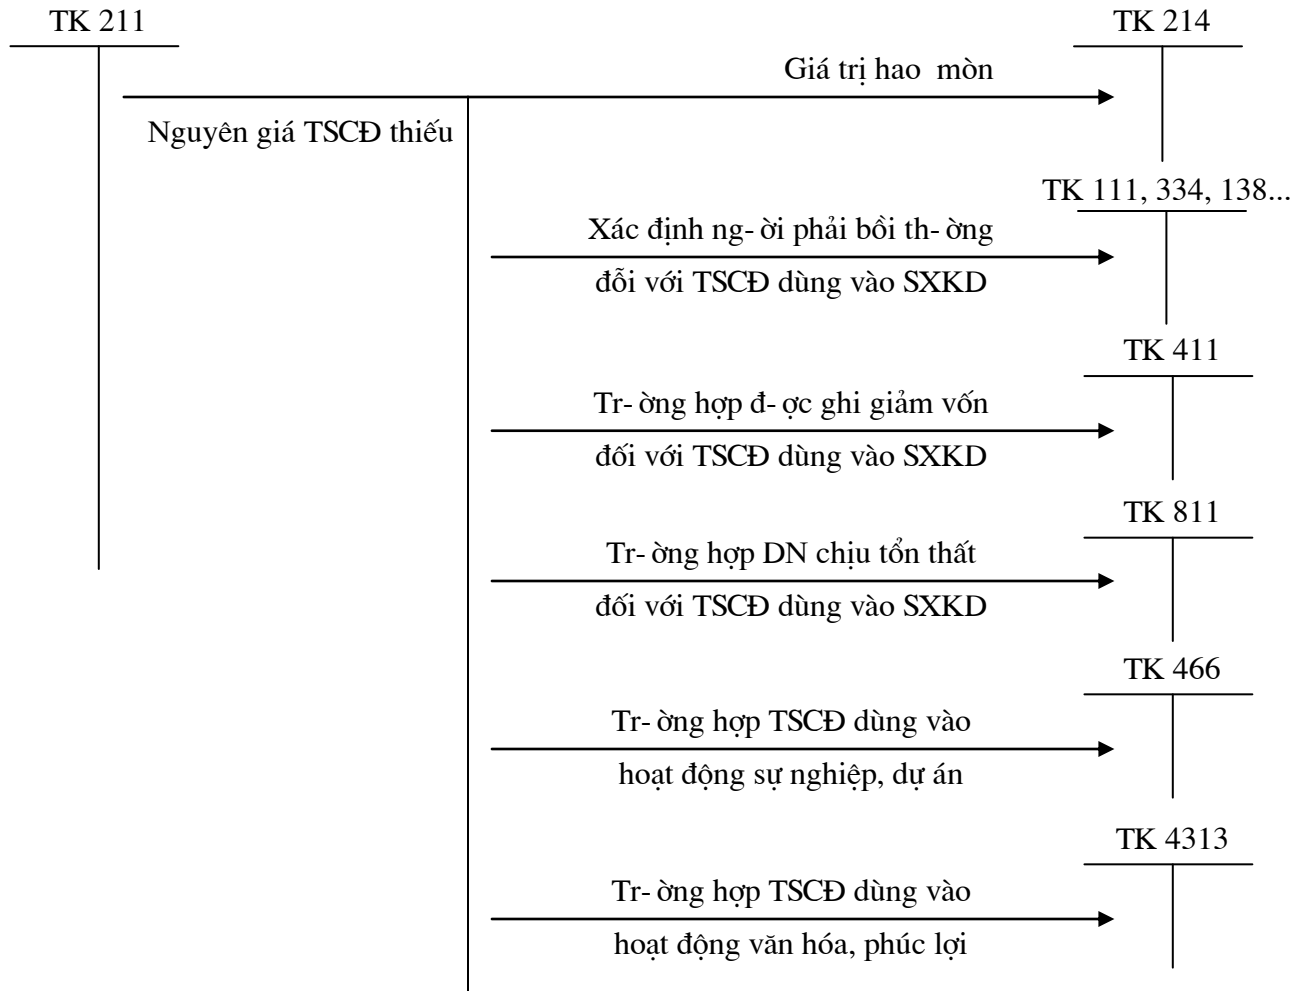 TK 211
TK 214
Giá trị hao mòn
Nguyên giá TSCĐ thiếu
TK 111, 334, 138...
Xác định ng- ời phải bồi th- ờng
đỗi với TSCĐ dùng vào SXKD
TK 411
Tr- ờng hợp đ- ợc ghi giảm vốn
đối với TSCĐ dùng vào SXKD
TK 811
Tr- ờng hợp DN chịu tổn thất
đối với TSCĐ dùng vào SXKD
TK 466
Tr- ờng hợp TSCĐ dùng vào
hoạt động sự nghiệp, dự án
TK 4313
Tr- ờng hợp TSCĐ dùng vào
hoạt động văn hóa, phúc lợi